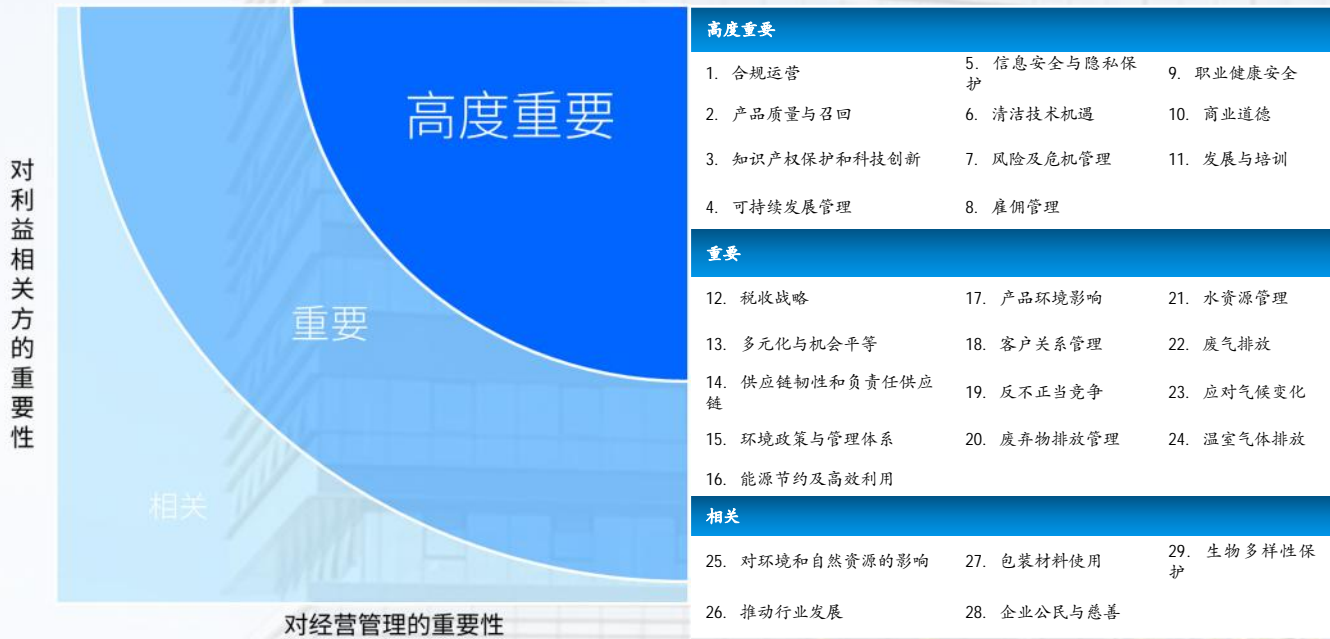 对利益相关方的重要性
高度重要
重要
相关
对经营管理的重要性
高度重要
1. 合规运营
2. 产品质量与召回
3. 知识产权保护和科技创新
4. 可持续发展管理
5. 信息安全与隐私保
护
6. 清洁技术机遇
7. 风险及危机管理
8. 雇佣管理
9. 职业健康安全
10. 商业道德
11. 发展与培训
重要
12. 税收战略
13. 多元化与机会平等
14. 供应链韧性和负责任供应
链
15. 环境政策与管理体系
16. 能源节约及高效利用
17. 产品环境影响
18. 客户关系管理
19. 反不正当竞争
20. 废弃物排放管理
21. 水资源管理
22. 废气排放
23. 应对气候变化
24. 温室气体排放
相关
25. 对环境和自然资源的影响
26. 推动行业发展
27. 包装材料使用
28. 企业公民与慈善
29. 生物多样性保
护